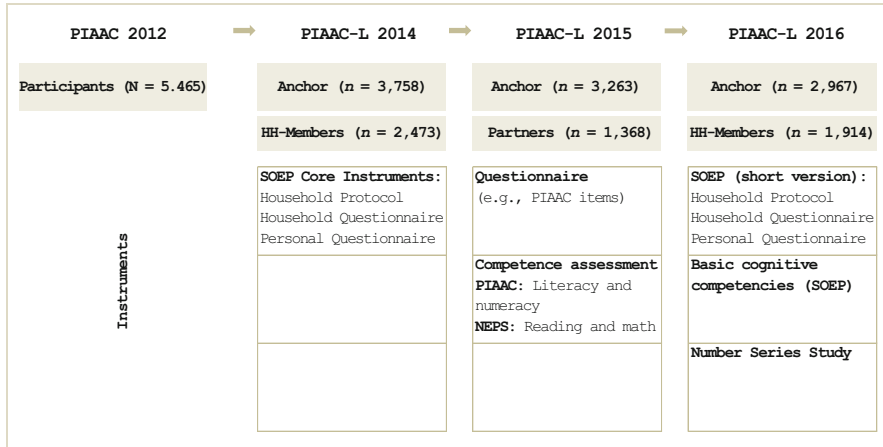 PIAAC 2012 PIAAC-L 2014 PIAAC-L 2015 PIAAC-L 2016
Participants (N = 5.465) Anchor (n = 3,758) Anchor (n = 3,263) Anchor (n = 2,967)
HH-Members (n = 2,473) Partners (n = 1,368) HH-Members (n = 1,914)
Instruments
SOEP Core Instruments:
Household Protocol
Household Questionnaire
Personal Questionnaire
Questionnaire
(e.g., PIAAC items)
Competence assessment
PIAAC: Literacy and
numeracy
NEPS: Reading and math
SOEP (short version):
Household Protocol
Household Questionnaire
Personal Questionnaire
Basic cognitive
competencies (SOEP)
Number Series Study